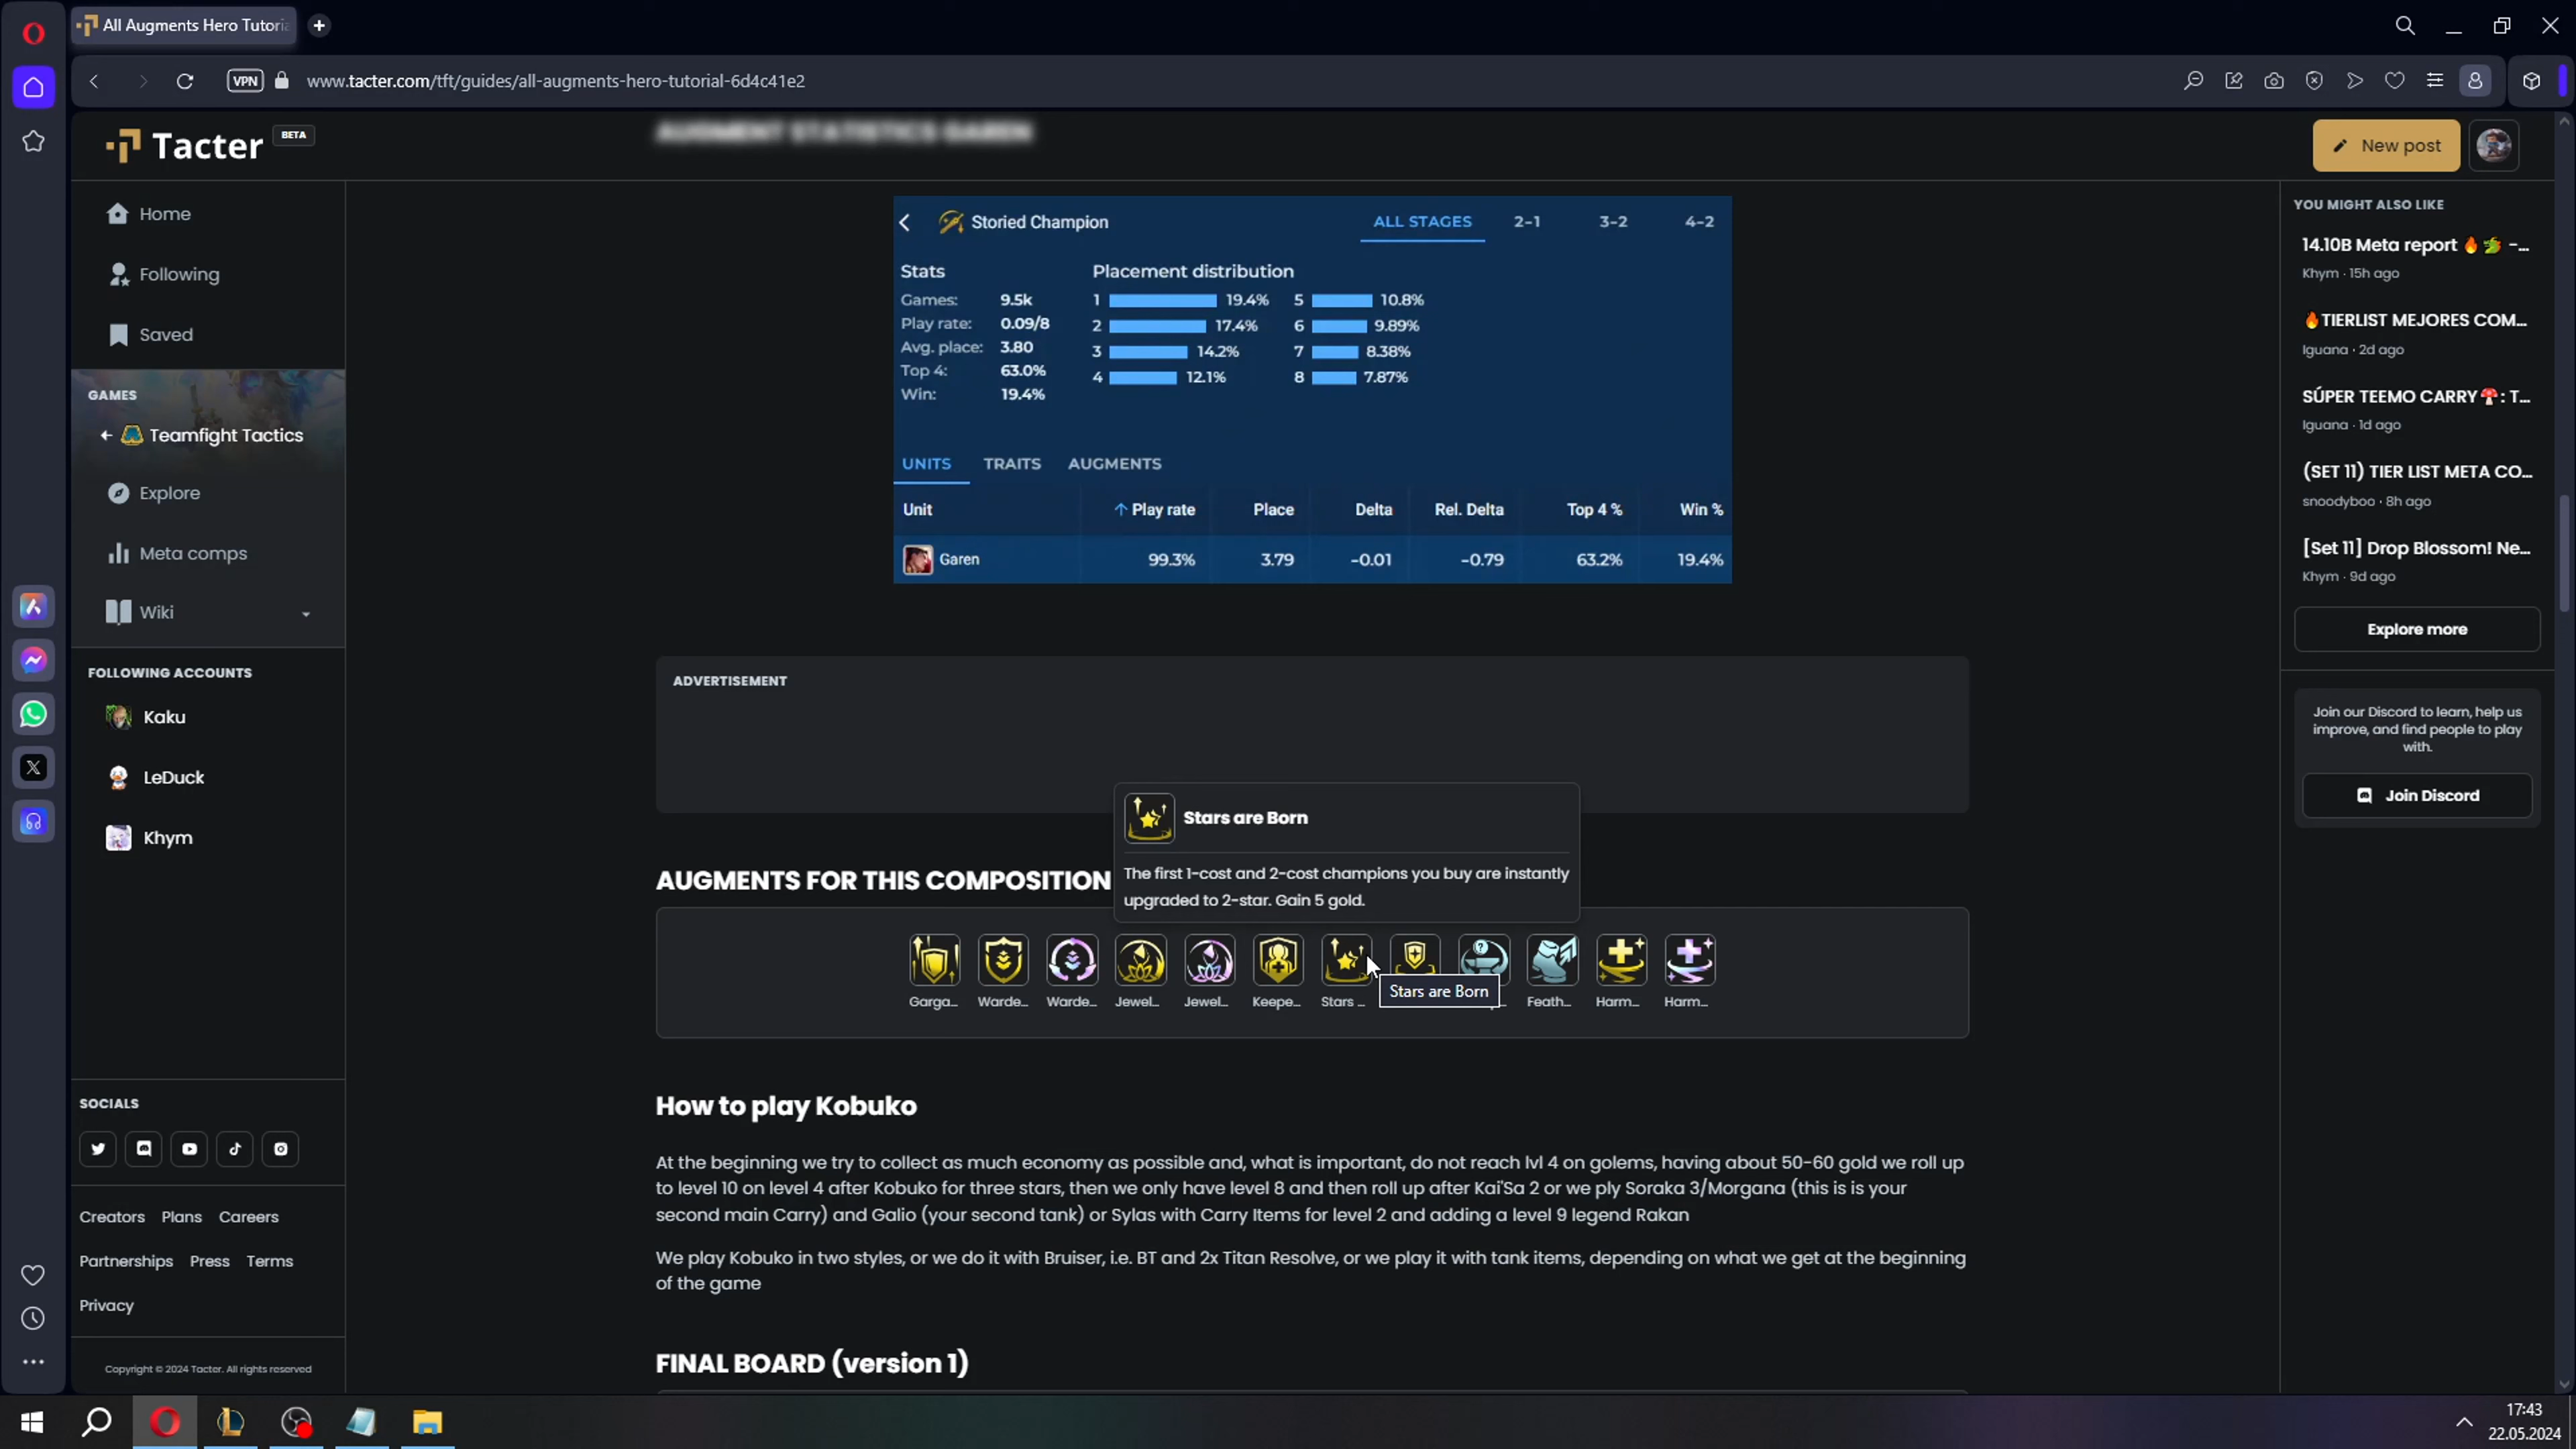 All Augments Hero Tutoria
VPN
www.tacter.com/tft/guides/all-augments-hero-tutorial-6d4c41e2
Tacter
BETA
New post
Home
Following
Saved
GAMES
Teamfight Tactics
Explore
Meta comps
Wiki
FOLLOWING ACCOUNTS
Kaku
LeDuck
Khym
SOCIALS
Creators Plans Careers
Partnerships Press Terms
Privacy
Copyright © 2024 Tacter. All rights reserved
AUGMENT STATISTICS GAREN
Storied Champion
ALL STAGES 2-1 3-2 4-2
Stats
Games: 9.5k
Play rate: 0.09/8
Avg. place: 3.80
Top 4: 63.0%
Win: 19.4%
Placement distribution
1 19.4% 5 10.8%
2 17.4% 6 9.89%
3 14.2% 7 8.38%
4 12.1% 8 7.87%
UNITS TRAITS AUGMENTS
Unit Play rate Place Delta Rel. Delta Top 4 % Win %
Garen 99.3% 3.79 -0.01 -0.79 63.2% 19.4%
ADVERTISEMENT
Stars are Born
The first 1-cost and 2-cost champions you buy are instantly
upgraded to 2-star. Gain 5 gold.
AUGMENTS FOR THIS COMPOSITION
Garga... Warde... Warde... Jewel... Jewel... Keepe... Stars ... Feath... Harm... Harm...
Stars are Born
How to play Kobuko
At the beginning we try to collect as much economy as possible and, what is important, do not reach lvl 4 on golems, having about 50-60 gold we roll up
to level 10 on level 4 after Kobuko for three stars, then we only have level 8 and then roll up after Kai'Sa 2 or we ply Soraka 3/Morgana (this is is your
second main Carry) and Galio (your second tank) or Sylas with Carry Items for level 2 and adding a level 9 legend Rakan
We play Kobuko in two styles, or we do it with Bruiser, i.e. BT and 2x Titan Resolve, or we play it with tank items, depending on what we get at the beginning
of the game
FINAL BOARD (version 1)
YOU MIGHT ALSO LIKE
14.10B Meta report 🔥🐲 -...
Khym · 15h ago
🔥TIERLIST MEJORES COM...
Iguana · 2d ago
SÚPER TEEMO CARRY🍄: T...
Iguana · 1d ago
(SET 11) TIER LIST META CO...
snoodyboo · 8h ago
[Set 11] Drop Blossom! Ne...
Khym · 9d ago
Explore more
Join our Discord to learn, help us
improve, and find people to play
with.
Join Discord
17:43
22.05.2024